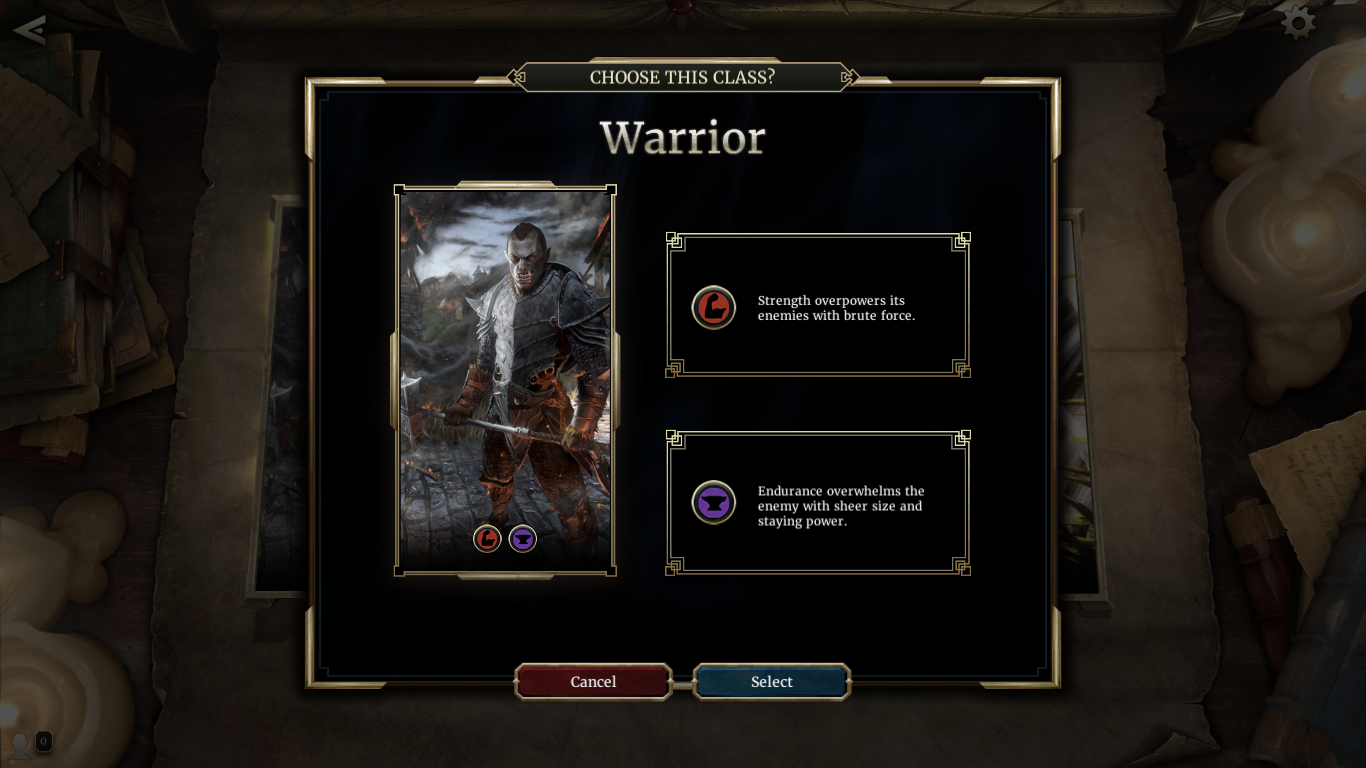 CHOOSE THIS CLASS?
Warrior
Strength overpowers its
enemies with brute force.
Endurance overwhelms the
enemy with sheer size and
staying power.
Cancel
Select
0